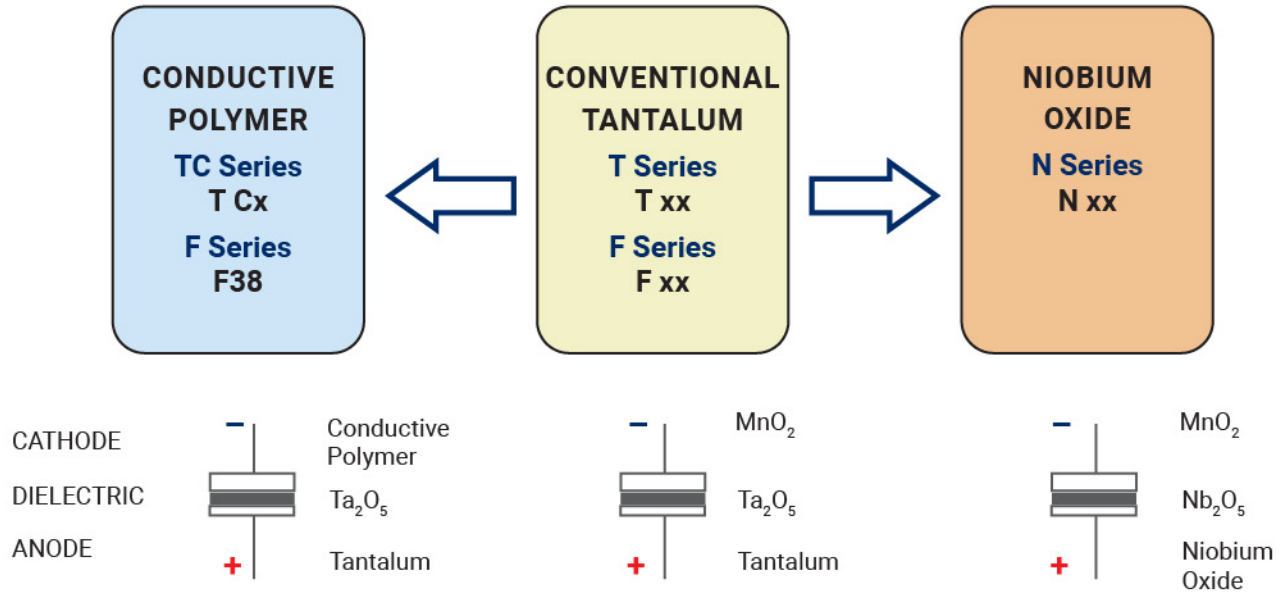 CONDUCTIVE
POLYMER
TC Series
T Cx
F Series
F38
CONVENTIONAL
TANTALUM
T Series
T xx
F Series
F xx
NIOBIUM
OXIDE
N Series
N xx
CATHODE
DIELECTRIC
ANODE
−
Conductive
Polymer
Ta₂O₅
+
Tantalum
−
MnO₂
Ta₂O₅
+
Tantalum
−
MnO₂
Nb₂O₅
+
Niobium
Oxide